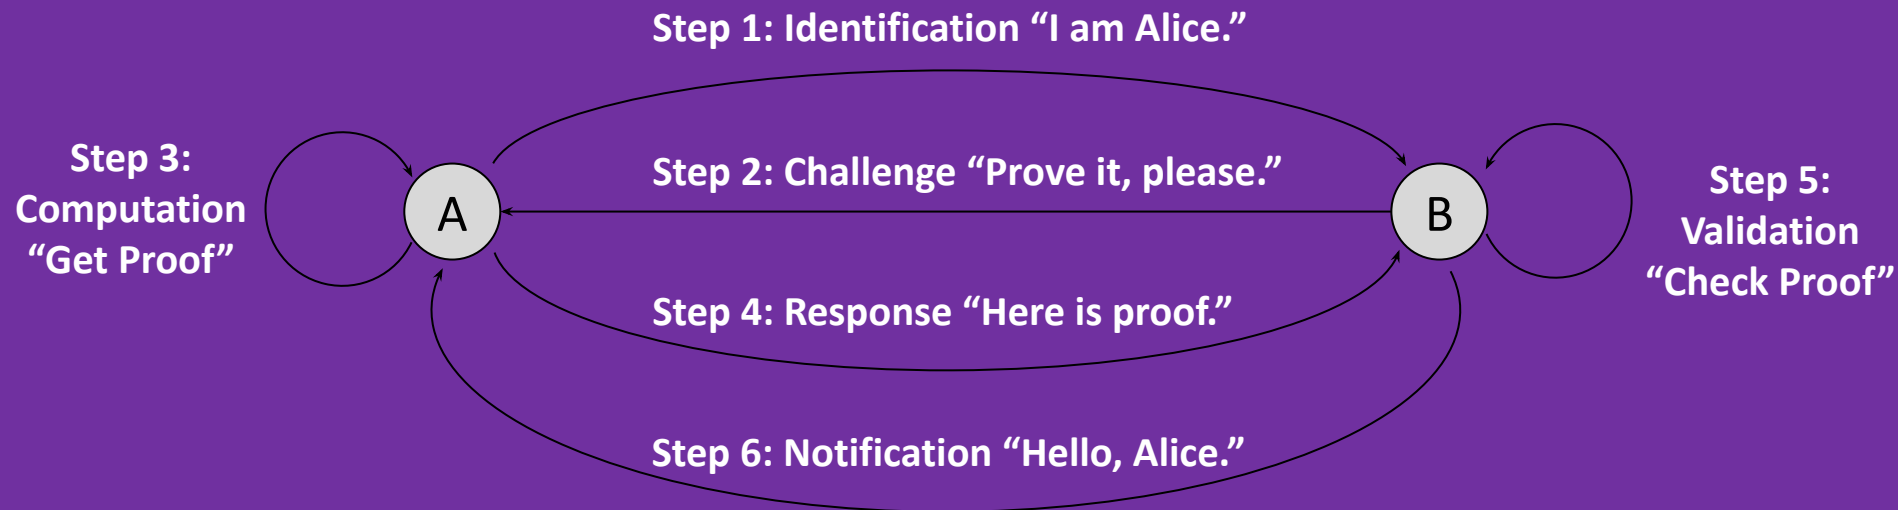 Step 1: Identification “I am Alice.”
Step 3:
Computation
“Get Proof”
A
Step 2: Challenge “Prove it, please.”
B
Step 5:
Validation
“Check Proof”
Step 4: Response “Here is proof.”
Step 6: Notification “Hello, Alice.”